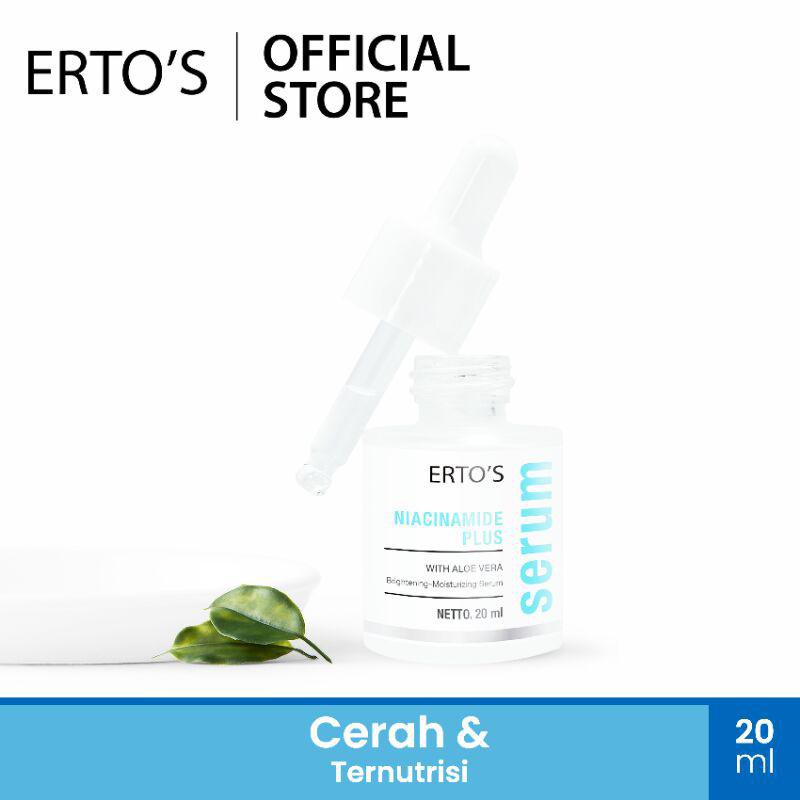 ERTO'S
OFFICIAL
STORE
ERTO'S
NIACINAMIDE
PLUS
WITH ALOE VERA
Brightening-Moisturizing Serum
NETTO. 20 ml
serum
Cerah &
Ternutrisi
20
ml